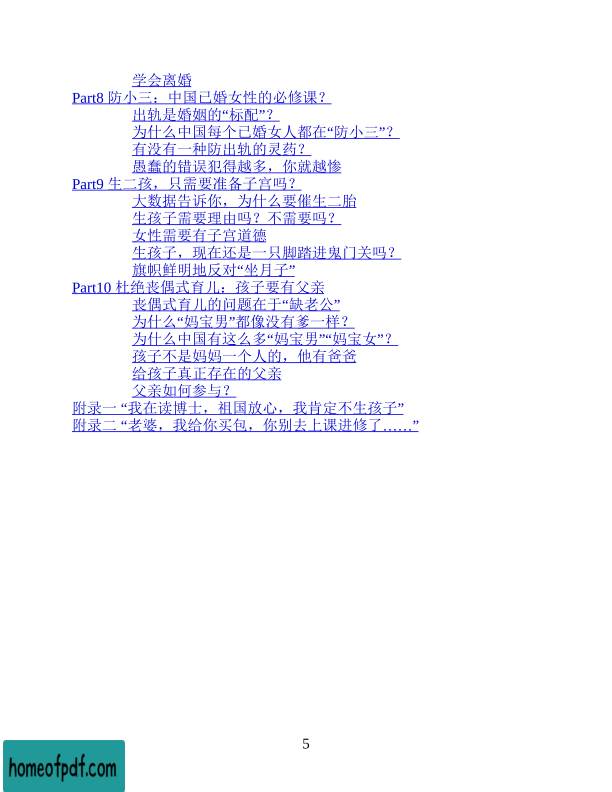 学会离婚
Part8 防小三：中国已婚女性的必修课？
出轨是婚姻的“标配”？
为什么中国每个已婚女人都在“防小三”？
有没有一种防出轨的灵药？
愚蠢的错误犯得越多，你就越惨
Part9 生二孩，只需要准备子宫吗？
大数据告诉你，为什么要催生二胎
生孩子需要理由吗？不需要吗？
女性需要有子宫道德
生孩子，现在还是一只脚踏进鬼门关吗？
旗帜鲜明地反对“坐月子”
Part10 杜绝丧偶式育儿：孩子要有父亲
丧偶式育儿的问题在于“缺老公”
为什么“妈宝男”都像没有爹一样？
为什么中国有这么多“妈宝男”“妈宝女”？
孩子不是妈妈一个人的，他有爸爸
给孩子真正存在的父亲
父亲如何参与？
附录一 “我在读博士，祖国放心，我肯定不生孩子”
附录二 “老婆，我给你买包，你别去上课进修了……”
5
homeofpdf.com